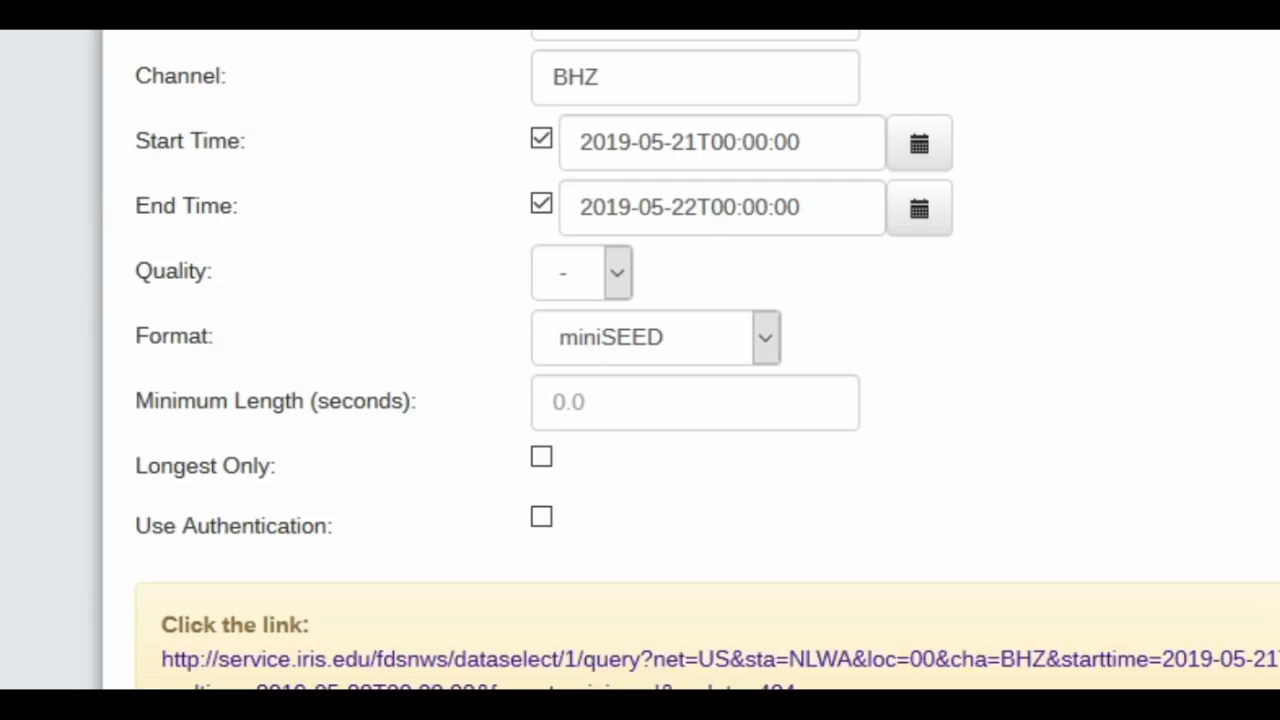 Channel: BHZ
Start Time: 2019-05-21T00:00:00
End Time: 2019-05-22T00:00:00
Quality: -
Format: miniSEED
Minimum Length (seconds): 0.0
Longest Only:
Use Authentication:
Click the link:
http://service.iris.edu/fdsnws/dataselect/1/query?net=US&sta=NLWA&loc=00&cha=BHZ&starttime=2019-05-21